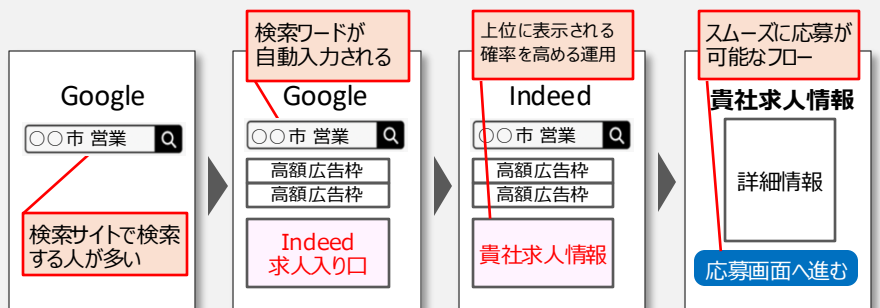 Google
○○市 営業
検索サイトで検索
する人が多い
検索ワードが
自動入力される
Google
○○市 営業
高額広告枠
高額広告枠
Indeed
求人入り口
上位に表示される
確率を高める運用
Indeed
○○市 営業
高額広告枠
高額広告枠
貴社求人情報
スムーズに応募が
可能なフロー
貴社求人情報
詳細情報
応募画面へ進む